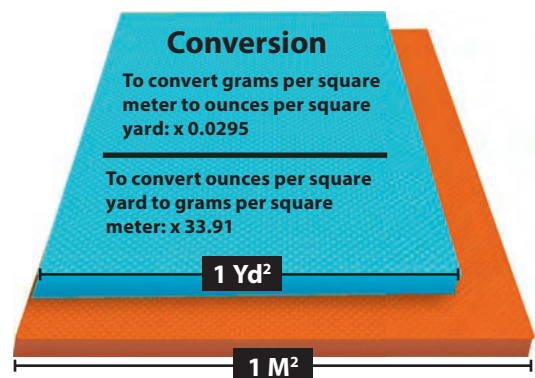 Conversion
To convert grams per square
meter to ounces per square
yard: x 0.0295
To convert ounces per square
yard to grams per square
meter: x 33.91
1 Yd²
1 M²